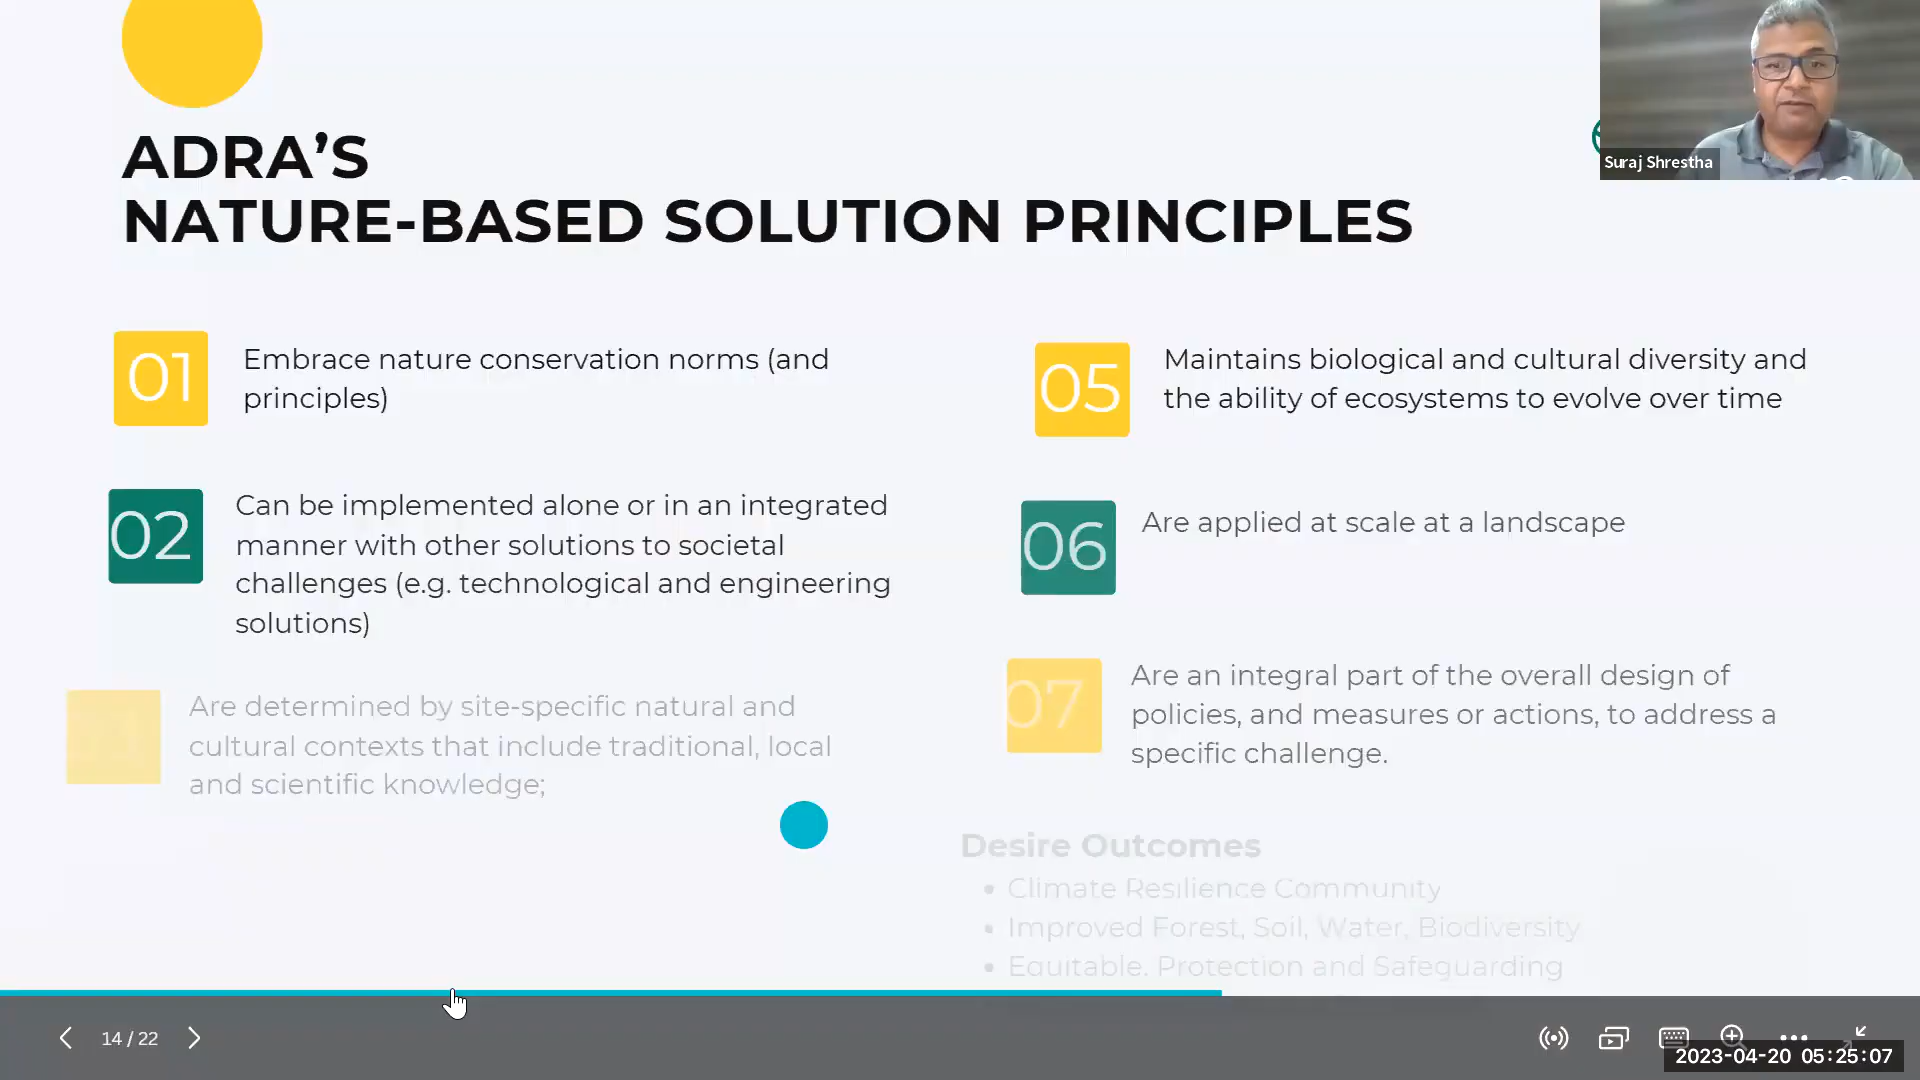 ADRA'S
NATURE-BASED SOLUTION PRINCIPLES
Suraj Shrestha
01
Embrace nature conservation norms (and
principles)
02
Can be implemented alone or in an integrated
manner with other solutions to societal
challenges (e.g. technological and engineering
solutions)
Are determined by site-specific natural and
cultural contexts that include traditional, local
and scientific knowledge;
05
Maintains biological and cultural diversity and
the ability of ecosystems to evolve over time
06
Are applied at scale at a landscape
07
Are an integral part of the overall design of
policies, and measures or actions, to address a
specific challenge.
Desire Outcomes
• Climate Resilience Community
• Improved Forest, Soil, Water, Biodiversity
• Equitable. Protection and Safeguarding
14 / 22
2023-04-20 05:25:07